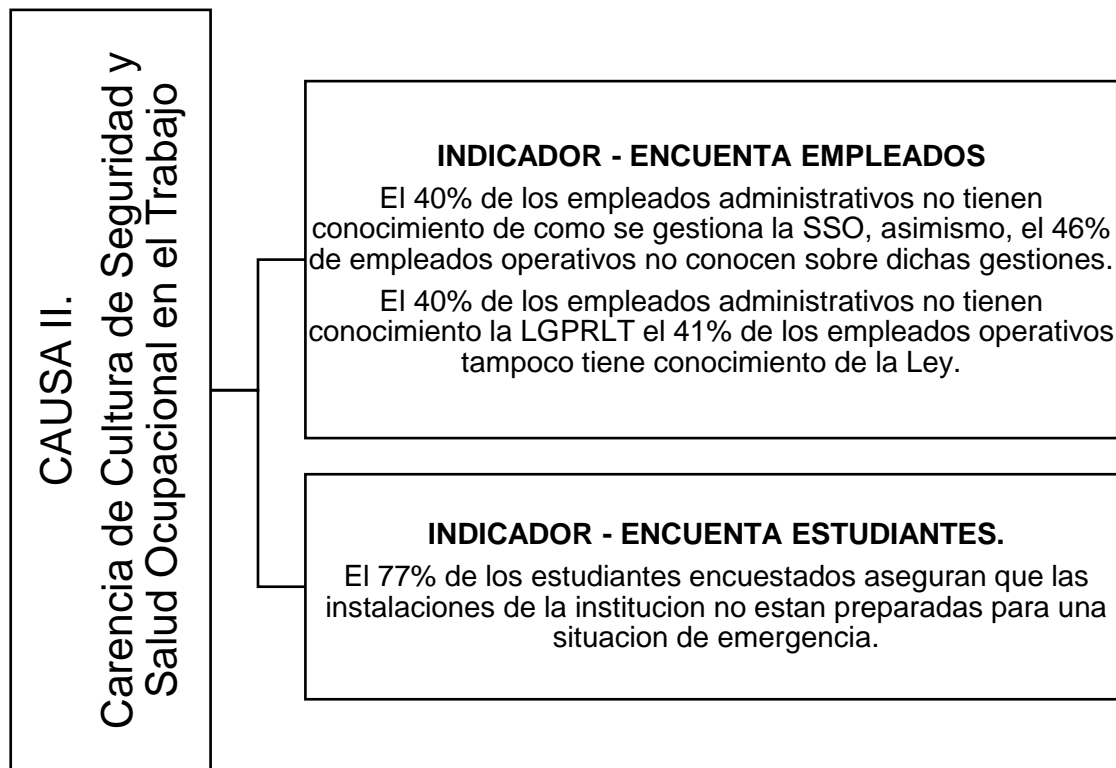 CAUSA II.
Carencia de Cultura de Seguridad y
Salud Ocupacional en el Trabajo
INDICADOR - ENCUENTA EMPLEADOS
El 40% de los empleados administrativos no tienen
conocimiento de como se gestiona la SSO, asimismo, el 46%
de empleados operativos no conocen sobre dichas gestiones.
El 40% de los empleados administrativos no tienen
conocimiento la LGPRLT el 41% de los empleados operativos
tampoco tiene conocimiento de la Ley.
INDICADOR - ENCUENTA ESTUDIANTES.
El 77% de los estudiantes encuestados aseguran que las
instalaciones de la institucion no estan preparadas para una
situacion de emergencia.